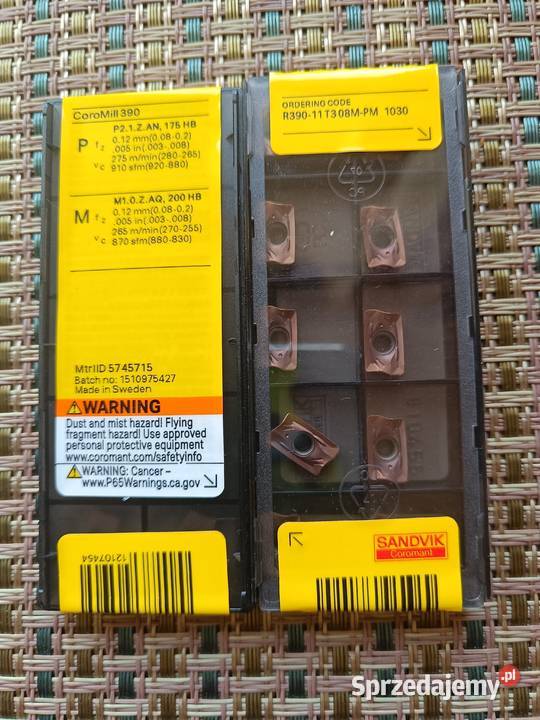 CoroMill 390
P2.1.Z.AN, 175 HB
P fz 0.12 mm(0.08-0.2)
.005 in(.003-.008)
vc 275 m/min(280-265)
910 sfm(920-880)
M1.0.Z.AQ, 200 HB
M fz 0.12 mm(0.08-0.2)
.005 in(.003-.008)
vc 265 m/min(270-255)
870 sfm(880-830)
MtrlID 5745715
Batch no: 1510975427
Made in Sweden
WARNING
Dust and mist hazard! Flying
fragment hazard! Use approved
personal protective equipment
www.coromant.com/safetyinfo
WARNING: Cancer –
www.P65Warnings.ca.gov
12107454
ORDERING CODE
R390-11 T3 08M-PM 1030
SANDVIK
Coromant
Sprzedajemy.pl